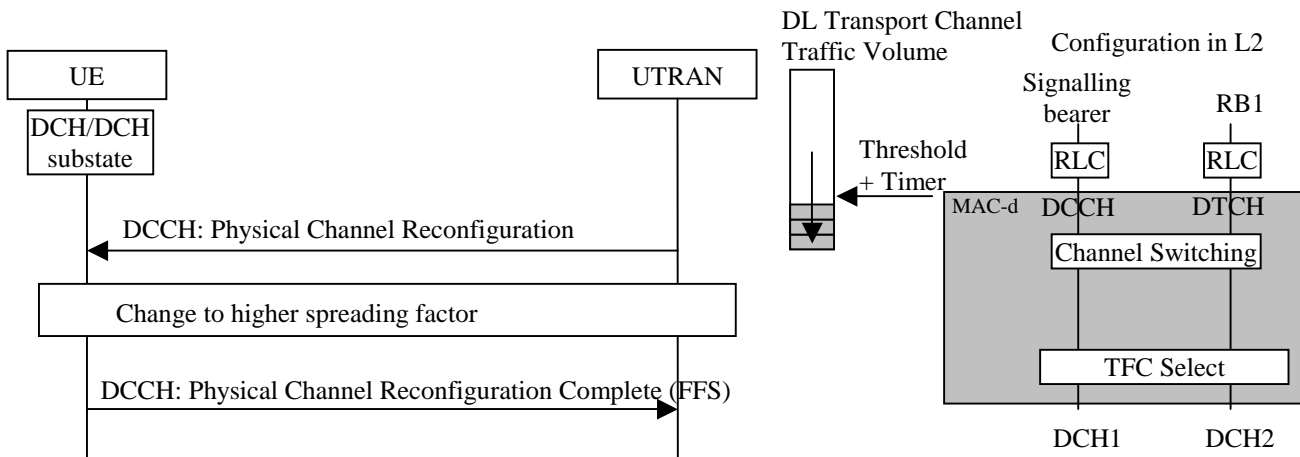 DL Transport Channel
Traffic Volume
Configuration in L2
UE
UTRAN
Signalling
bearer
RB1
DCH/DCH
substate
Threshold
+ Timer
RLC
RLC
MAC-d
DCCH
DTCH
DCCH: Physical Channel Reconfiguration
Channel Switching
Change to higher spreading factor
TFC Select
DCCH: Physical Channel Reconfiguration Complete (FFS)
DCH1
DCH2